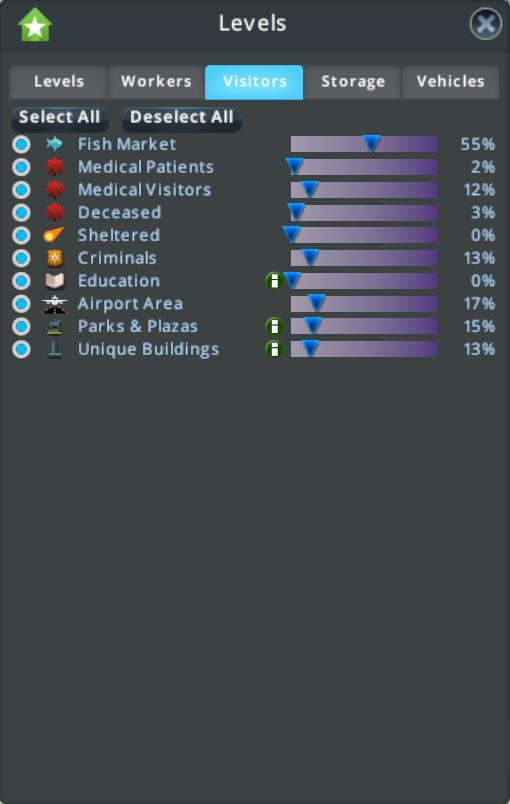 Levels
Levels Workers Visitors Storage Vehicles
Select All Deselect All
Fish Market 55%
Medical Patients 2%
Medical Visitors 12%
Deceased 3%
Sheltered 0%
Criminals 13%
Education 0%
Airport Area 17%
Parks & Plazas 15%
Unique Buildings 13%